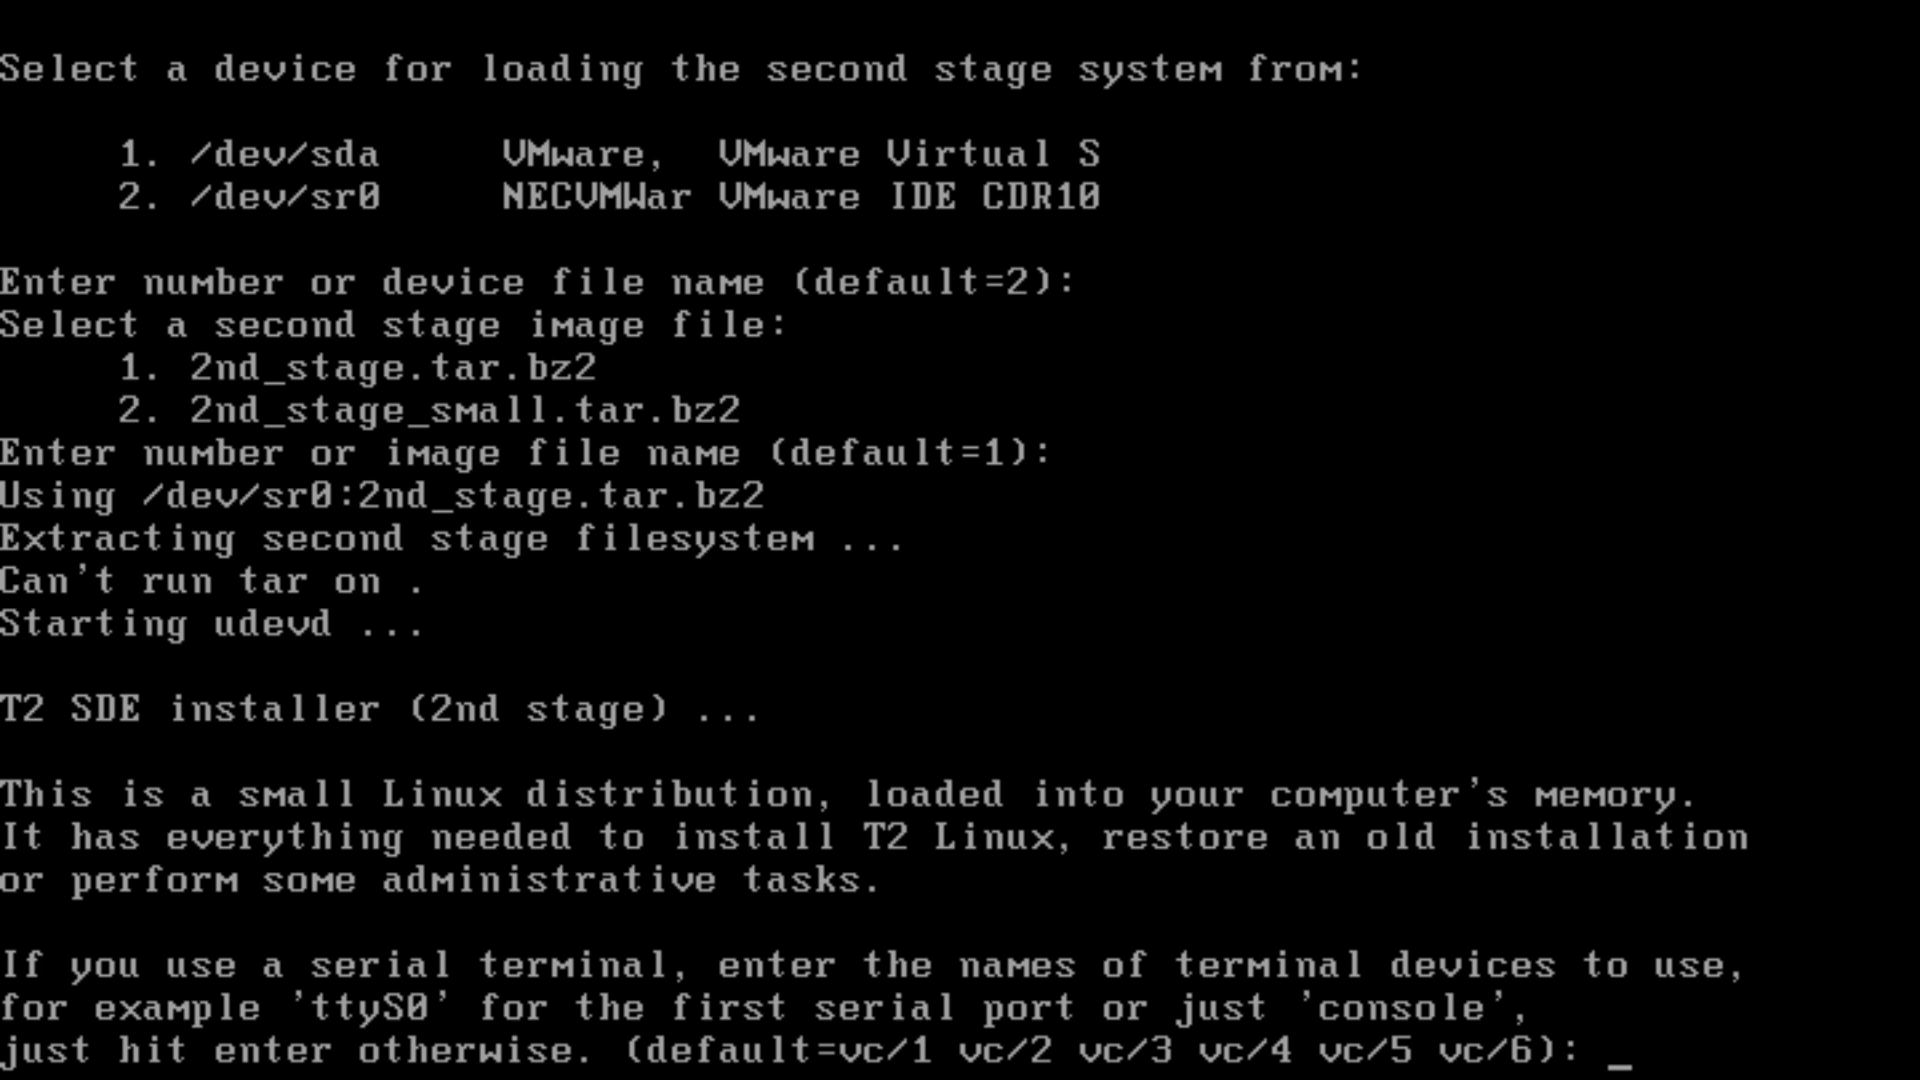 Select a device for loading the second stage system from:
1. /dev/sda VMware, VMware Virtual S
2. /dev/sr0 NECVMWar VMware IDE CDR10
Enter number or device file name (default=2):
Select a second stage image file:
1. 2nd_stage.tar.bz2
2. 2nd_stage_small.tar.bz2
Enter number or image file name (default=1):
Using /dev/sr0:2nd_stage.tar.bz2
Extracting second stage filesystem ...
Can't run tar on .
Starting udevd ...
T2 SDE installer (2nd stage) ...
This is a small Linux distribution, loaded into your computer's memory.
It has everything needed to install T2 Linux, restore an old installation
or perform some administrative tasks.
If you use a serial terminal, enter the names of terminal devices to use,
for example 'ttyS0' for the first serial port or just 'console',
just hit enter otherwise. (default=vc/1 vc/2 vc/3 vc/4 vc/5 vc/6): _